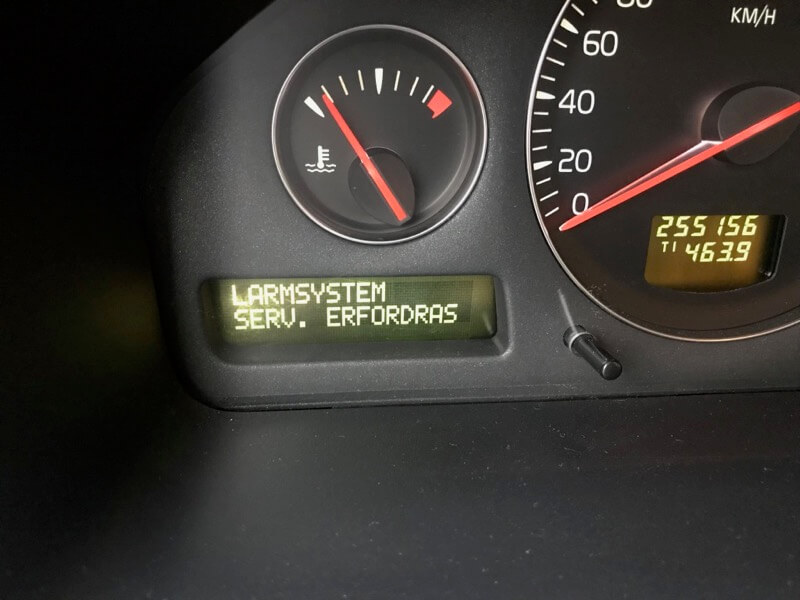 80
KM/H
60
40
20
0
255156
T1 463.9
LARMSYSTEM
SERV. ERFORDRAS